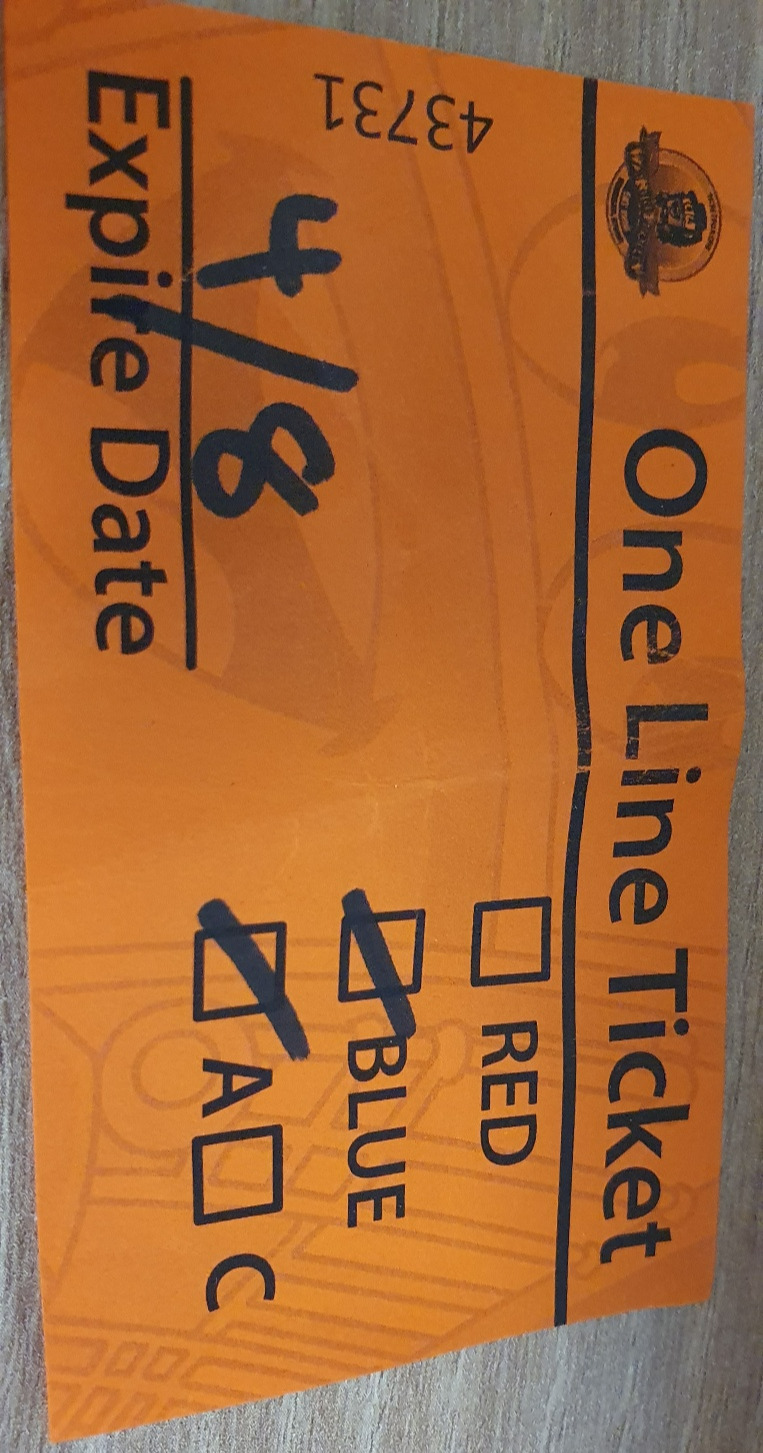 One Line Ticket
RED
BLUE
A C
43731
4/8
Expire Date